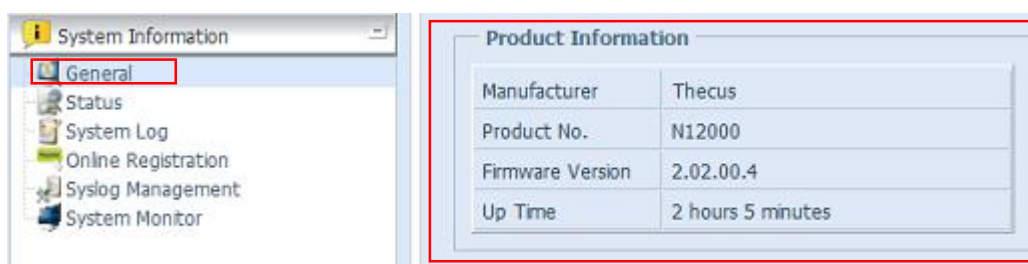 System Information
General
Status
System Log
Online Registration
Syslog Management
System Monitor
Product Information
Manufacturer Thecus
Product No. N12000
Firmware Version 2.02.00.4
Up Time 2 hours 5 minutes